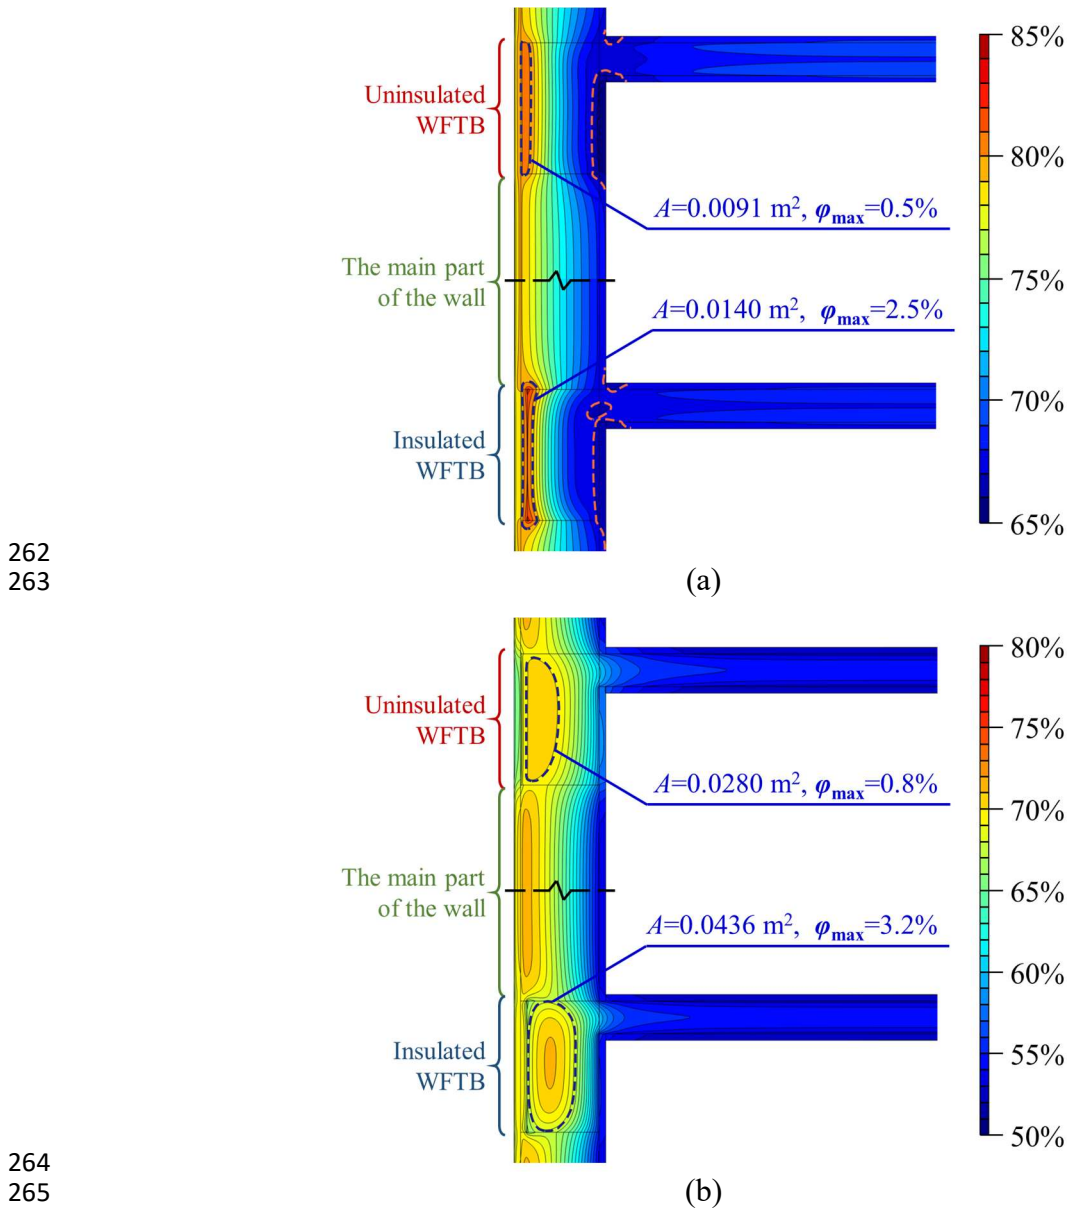 85%
80%
75%
70%
65%
Uninsulated
WFTB
A=0.0091 m², φmax=0.5%
The main part
of the wall
A=0.0140 m², φmax=2.5%
Insulated
WFTB
262
263
(a)
80%
75%
70%
65%
60%
55%
50%
Uninsulated
WFTB
A=0.0280 m², φmax=0.8%
The main part
of the wall
A=0.0436 m², φmax=3.2%
Insulated
WFTB
264
265
(b)